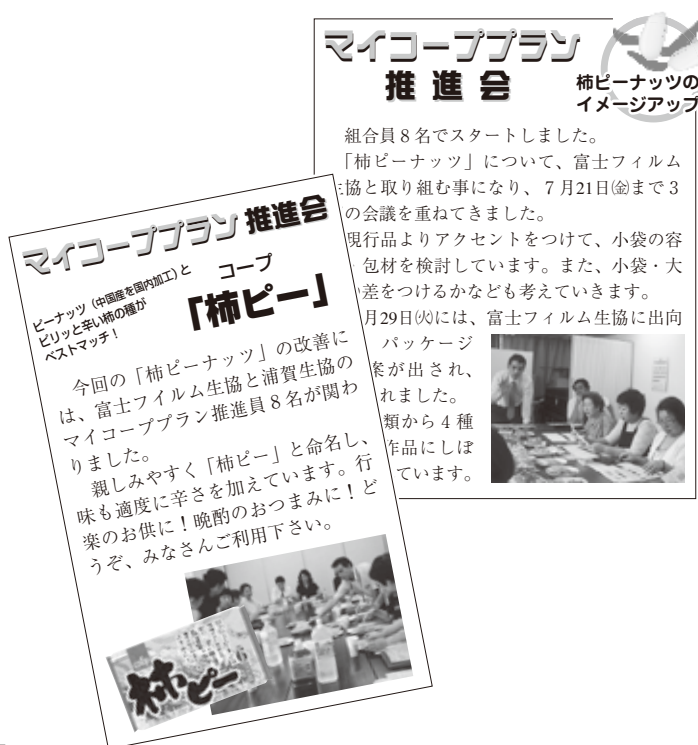 マイコーププラン
推進会
柿ピーナッツの
イメージアップ
組合員8名でスタートしました。
「柿ピーナッツ」について、富士フィルム
生協と取り組む事になり、7月21日㈮まで3
の会議を重ねてきました。
現行品よりアクセントをつけて、小袋の容
包材を検討しています。また、小袋・大
差をつけるかなども考えていきます。
月29日㈫には、富士フィルム生協に出向
パッケージ
案が出され、
れました。
類から4種
作品にしぼ
ています。
マイコーププラン 推進会
ピーナッツ(中国産を国内加工)と
ピリッと辛い柿の種が
ベストマッチ!
コープ
「柿ピー」
今回の「柿ピーナッツ」の改善に
は、富士フイルム生協と浦賀生協の
マイコーププラン推進員8名が関わ
りました。
親しみやすく「柿ピー」と命名し、
味も適度に辛さを加えています。行
楽のお供に!晩酌のおつまみに!ど
うぞ、みなさんご利用下さい。
柿ピー